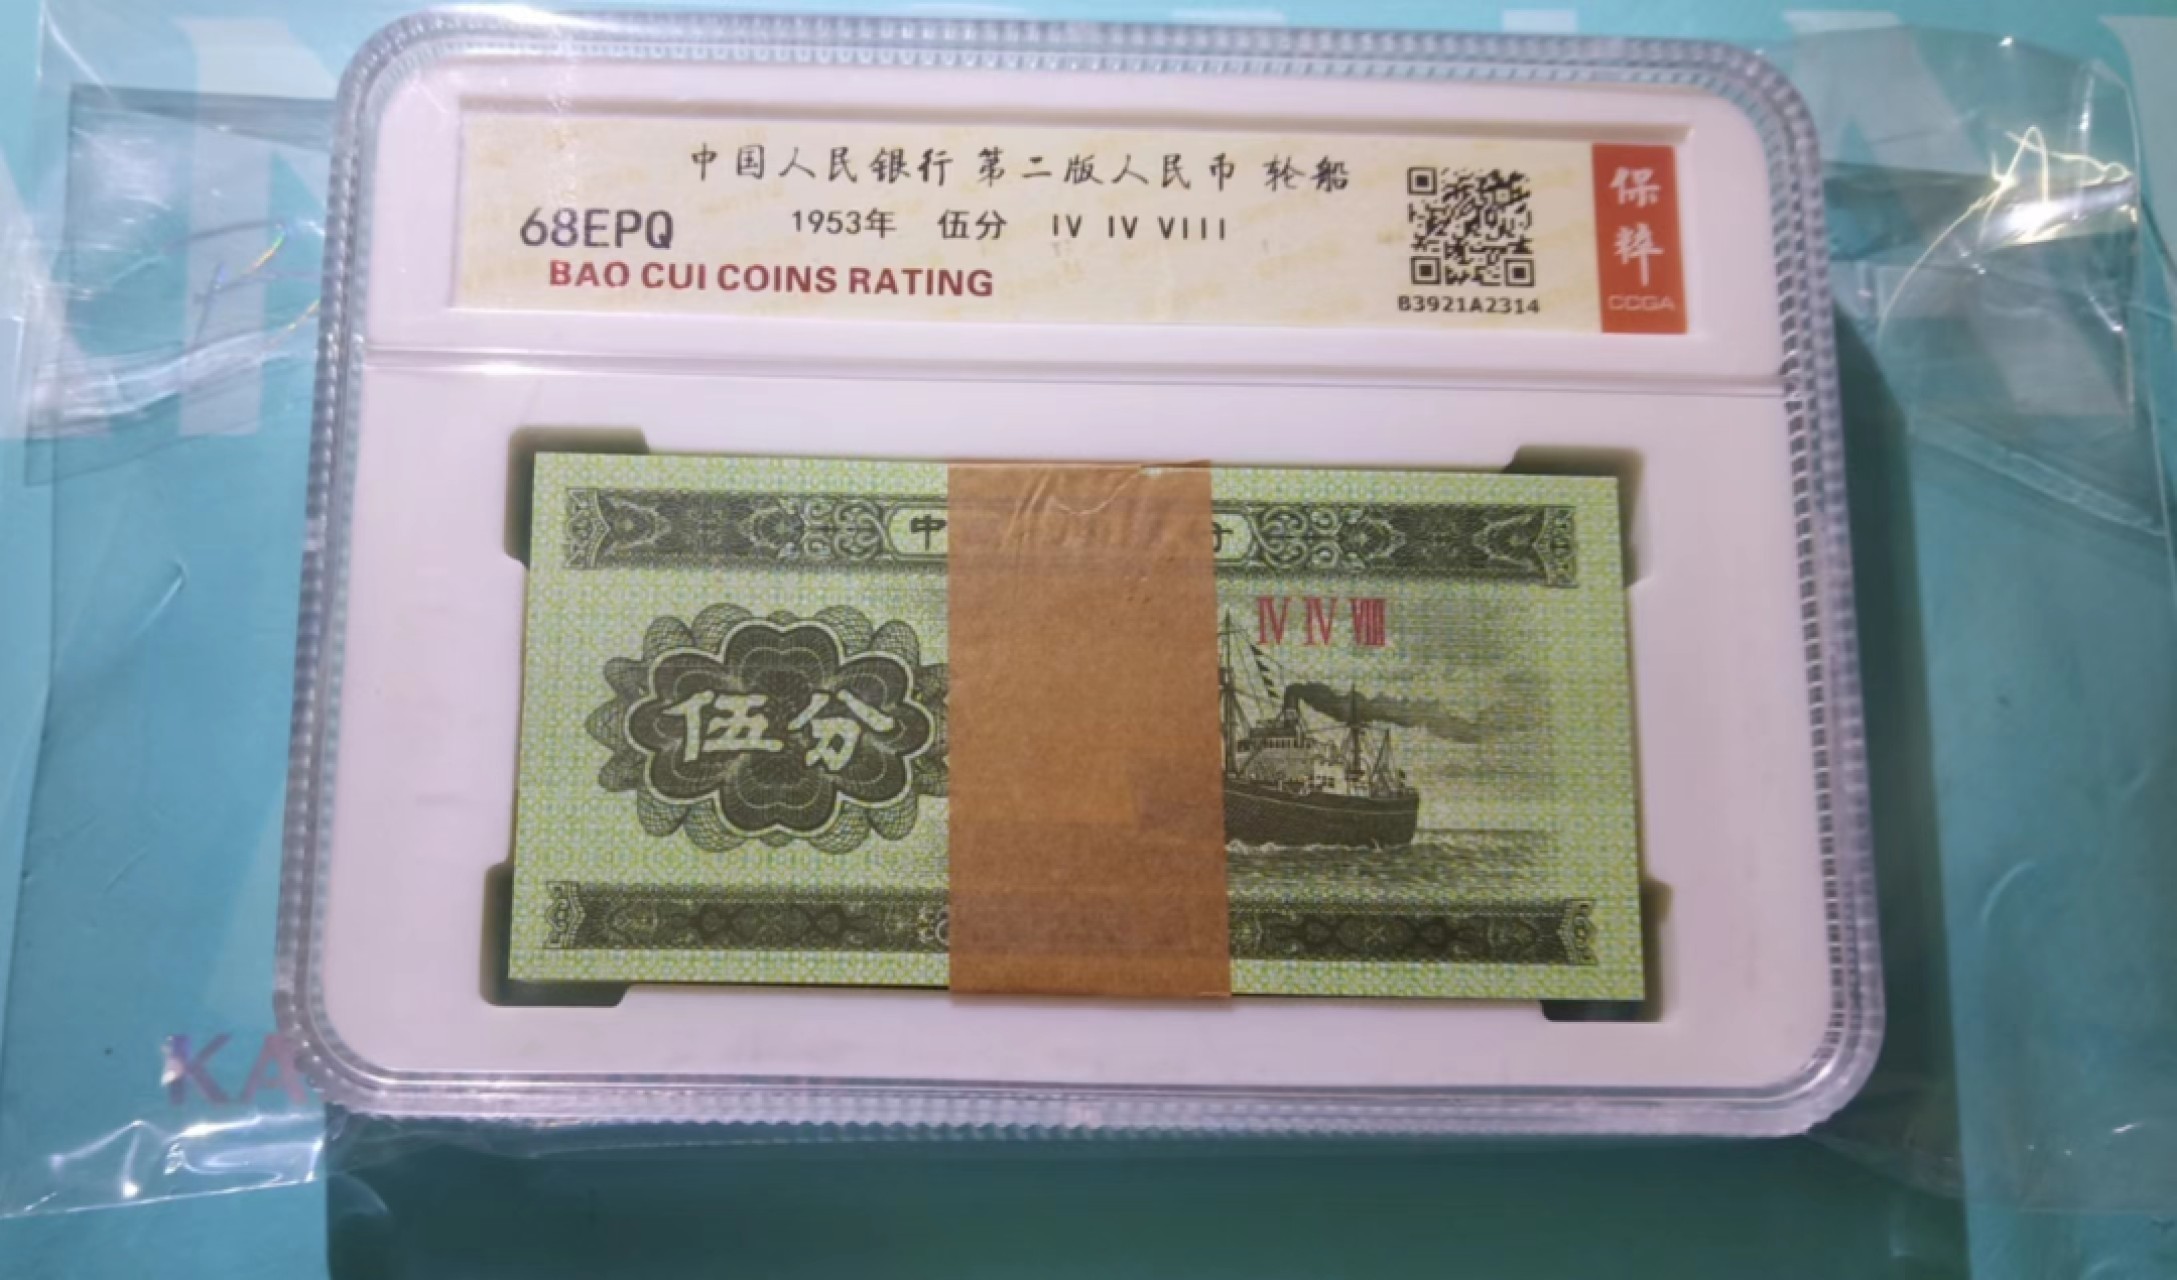 中国人民银行 第二版人民币 轮船
68EPQ 1953年 伍分 IV IV VIII
BAO CUI COINS RATING
B3921A2314
保粹
CCGA
中
IV IV VIII
伍分
KA